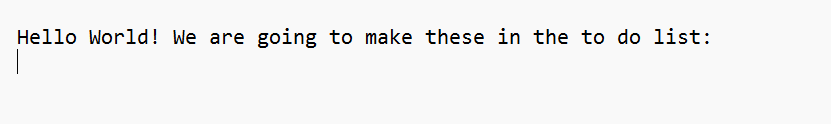 Hello World! We are going to make these in the to do list: